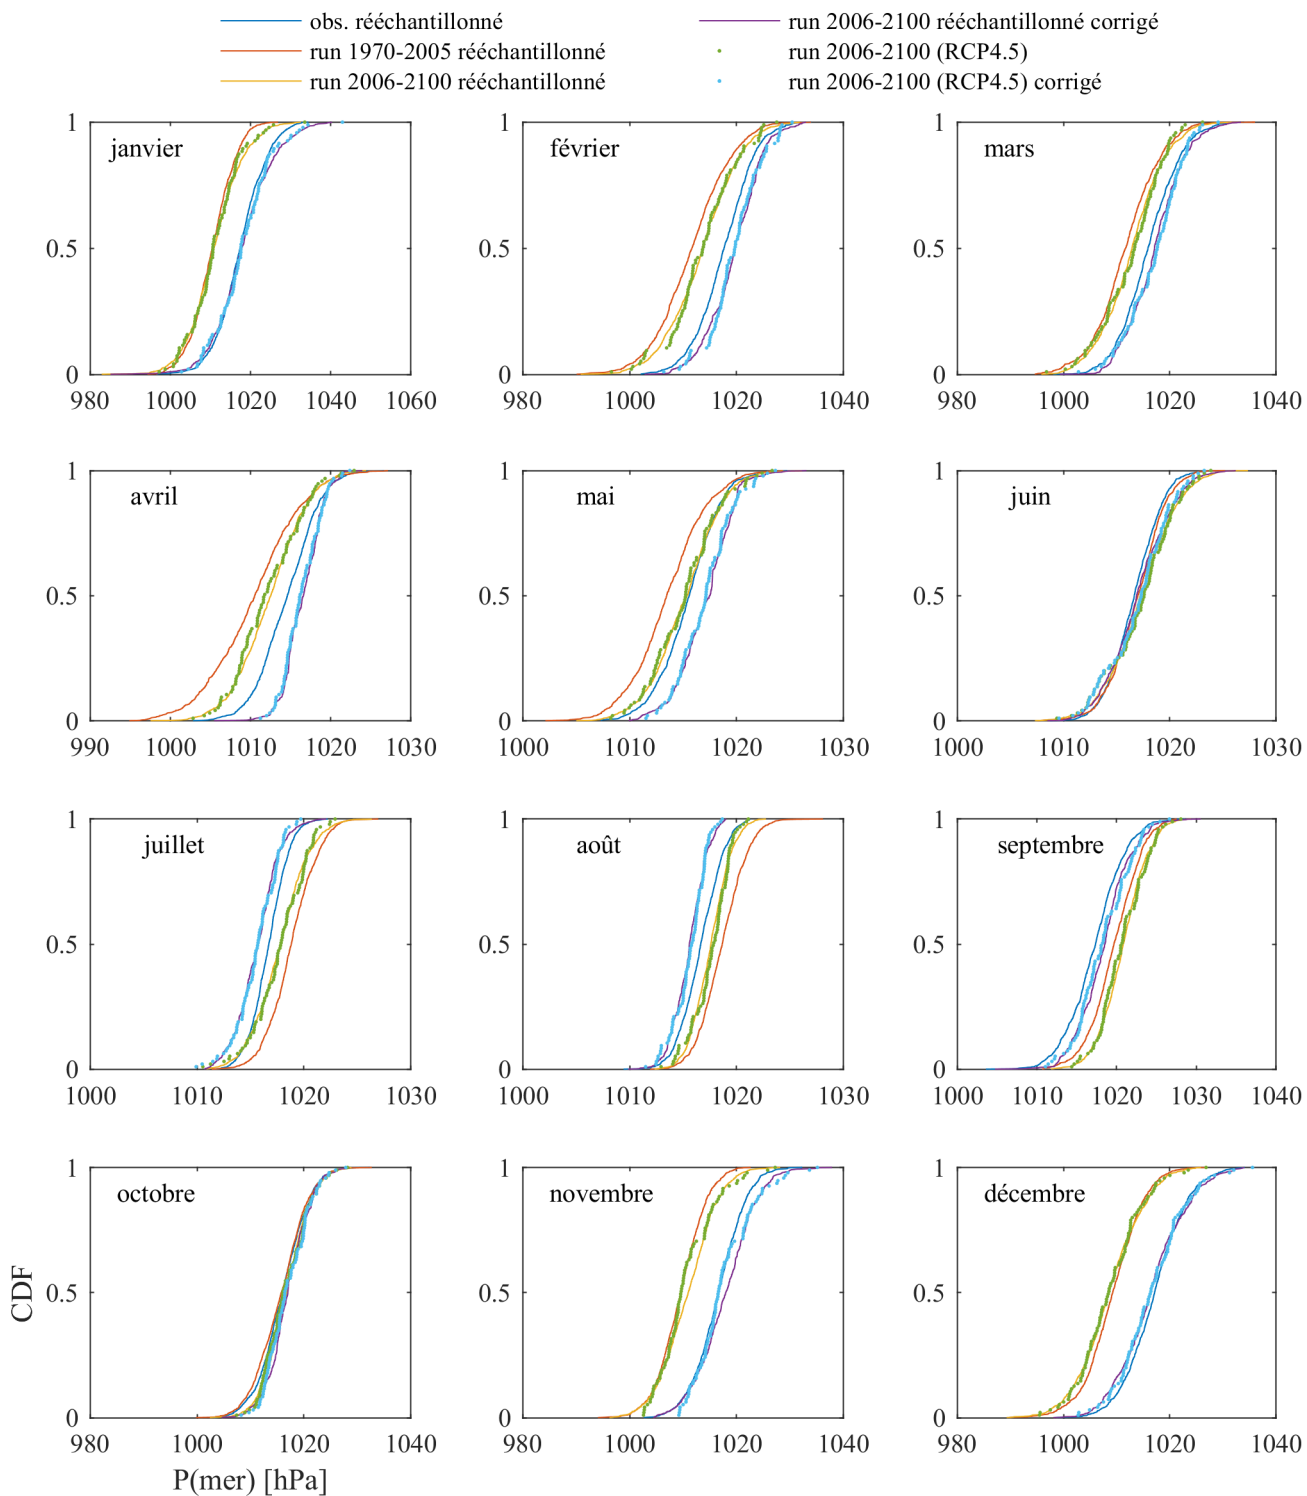 obs. rééchantillonné
run 1970-2005 rééchantillonné
run 2006-2100 rééchantillonné
run 2006-2100 rééchantillonné corrigé
run 2006-2100 (RCP4.5)
run 2006-2100 (RCP4.5) corrigé
janvier
1
0.5
0
980 1000 1020 1040 1060
février
1
0.5
0
980 1000 1020 1040
mars
1
0.5
0
980 1000 1020 1040
avril
1
0.5
0
990 1000 1010 1020 1030
mai
1
0.5
0
1000 1010 1020 1030
juin
1
0.5
0
1000 1010 1020 1030
juillet
1
0.5
0
1000 1010 1020 1030
août
1
0.5
0
1000 1010 1020 1030
septembre
1
0.5
0
1000 1010 1020 1030 1040
octobre
1
0.5
0
980 1000 1020 1040
CDF
P(mer) [hPa]
novembre
1
0.5
0
980 1000 1020 1040
décembre
1
0.5
0
980 1000 1020 1040